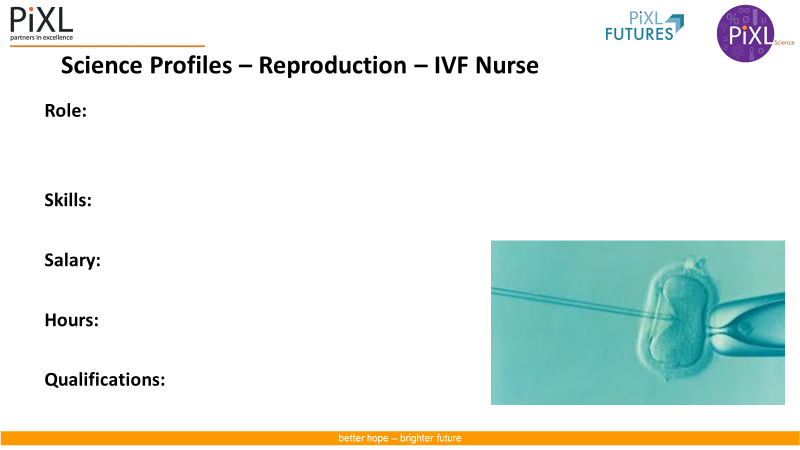 PiXL
partners in excellence
PiXL
FUTURES
PiXL
Science
Science Profiles – Reproduction – IVF Nurse
Role:
Skills:
Salary:
Hours:
Qualifications:
better hope – brighter future